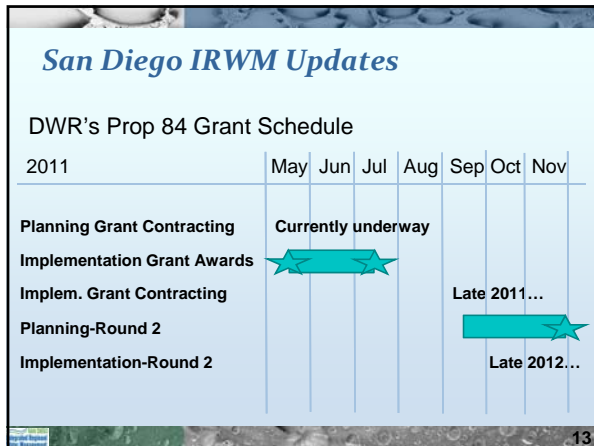 San Diego IRWM Updates
DWR's Prop 84 Grant Schedule
2011 May Jun Jul Aug Sep Oct Nov
Planning Grant Contracting Currently underway
Implementation Grant Awards
Implem. Grant Contracting Late 2011…
Planning-Round 2
Implementation-Round 2 Late 2012…
13